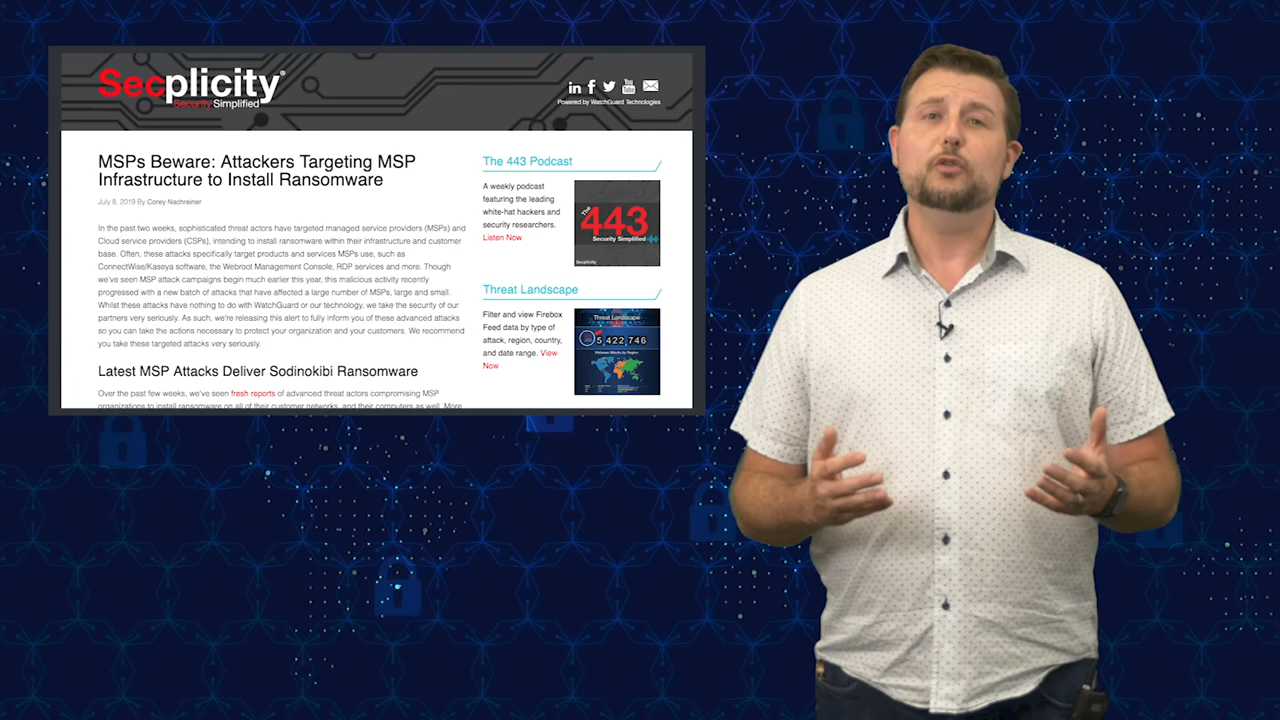 Secplicity®
Security Simplified
Powered by WatchGuard Technologies
MSPs Beware: Attackers Targeting MSP
Infrastructure to Install Ransomware
July 8, 2019 By Corey Nachreiner
In the past two weeks, sophisticated threat actors have targeted managed service providers (MSPs) and
Cloud service providers (CSPs), intending to install ransomware within their infrastructure and customer
base. Often, these attacks specifically target products and services MSPs use, such as
ConnectWise/Kaseya software, the Webroot Management Console, RDP services and more. Though
we've seen MSP attack campaigns begin much earlier this year, this malicious activity recently
progressed with a new batch of attacks that have affected a large number of MSPs, large and small.
Whilst these attacks have nothing to do with WatchGuard or our technology, we take the security of our
partners very seriously. As such, we're releasing this alert to fully inform you of these advanced attacks
so you can take the actions necessary to protect your organization and your customers. We recommend
you take these targeted attacks very seriously.
Latest MSP Attacks Deliver Sodinokibi Ransomware
Over the past few weeks, we've seen fresh reports of advanced threat actors compromising MSP
organizations to install ransomware on all of their customer networks, and their computers as well. More
The 443 Podcast
A weekly podcast
featuring the leading
white-hat hackers and
security researchers.
Listen Now
The
443
Security Simplified
Secplicity
Threat Landscape
Filter and view Firebox
Feed data by type of
attack, region, country,
and date range. View
Now
Threat Landscape
5,422,746
Malware Attacks by Region